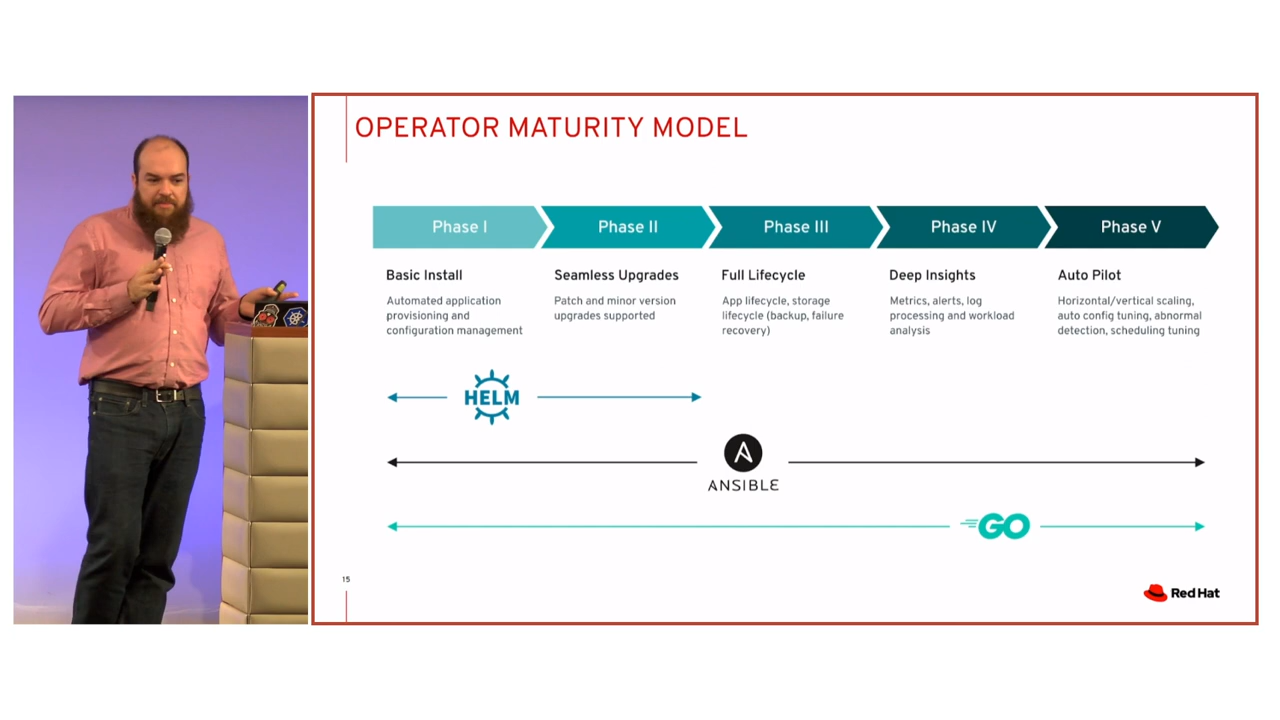 OPERATOR MATURITY MODEL
Phase I
Phase II
Phase III
Phase IV
Phase V
Basic Install
Automated application
provisioning and
configuration management
Seamless Upgrades
Patch and minor version
upgrades supported
Full Lifecycle
App lifecycle, storage
lifecycle (backup, failure
recovery)
Deep Insights
Metrics, alerts, log
processing and workload
analysis
Auto Pilot
Horizontal/vertical scaling,
auto config tuning, abnormal
detection, scheduling tuning
HELM
ANSIBLE
GO
15
Red Hat